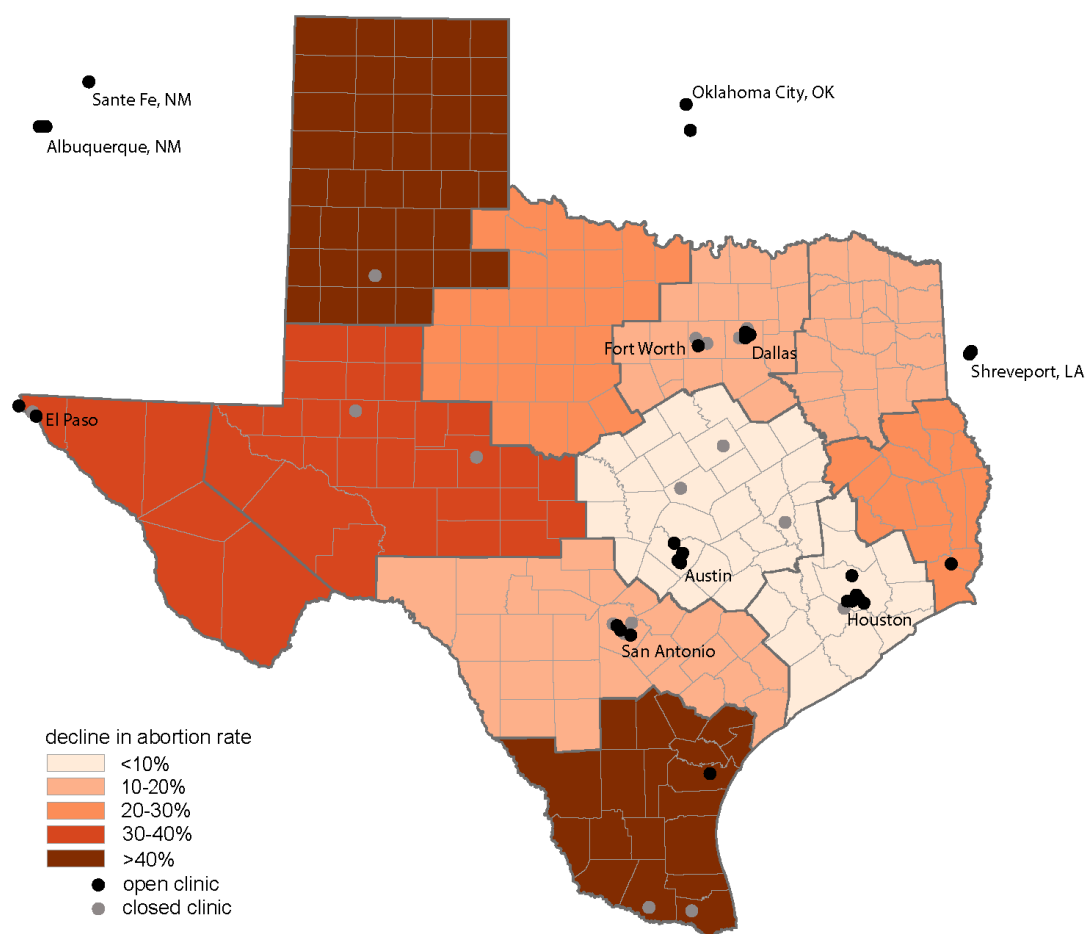 Sante Fe, NM
Albuquerque, NM
Oklahoma City, OK
Fort Worth
Dallas
Shreveport, LA
El Paso
Austin
Houston
San Antonio
decline in abortion rate
<10%
10-20%
20-30%
30-40%
>40%
open clinic
closed clinic